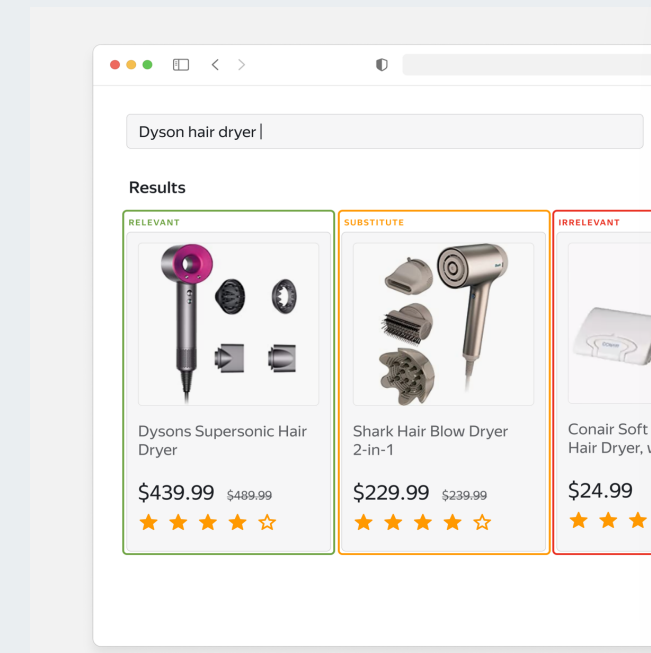 Dyson hair dryer
Results
RELEVANT
SUBSTITUTE
IRRELEVANT
Dysons Supersonic Hair
Dryer
Shark Hair Blow Dryer
2-in-1
Conair Soft
Hair Dryer,
$439.99 $489.99
$229.99 $239.99
$24.99